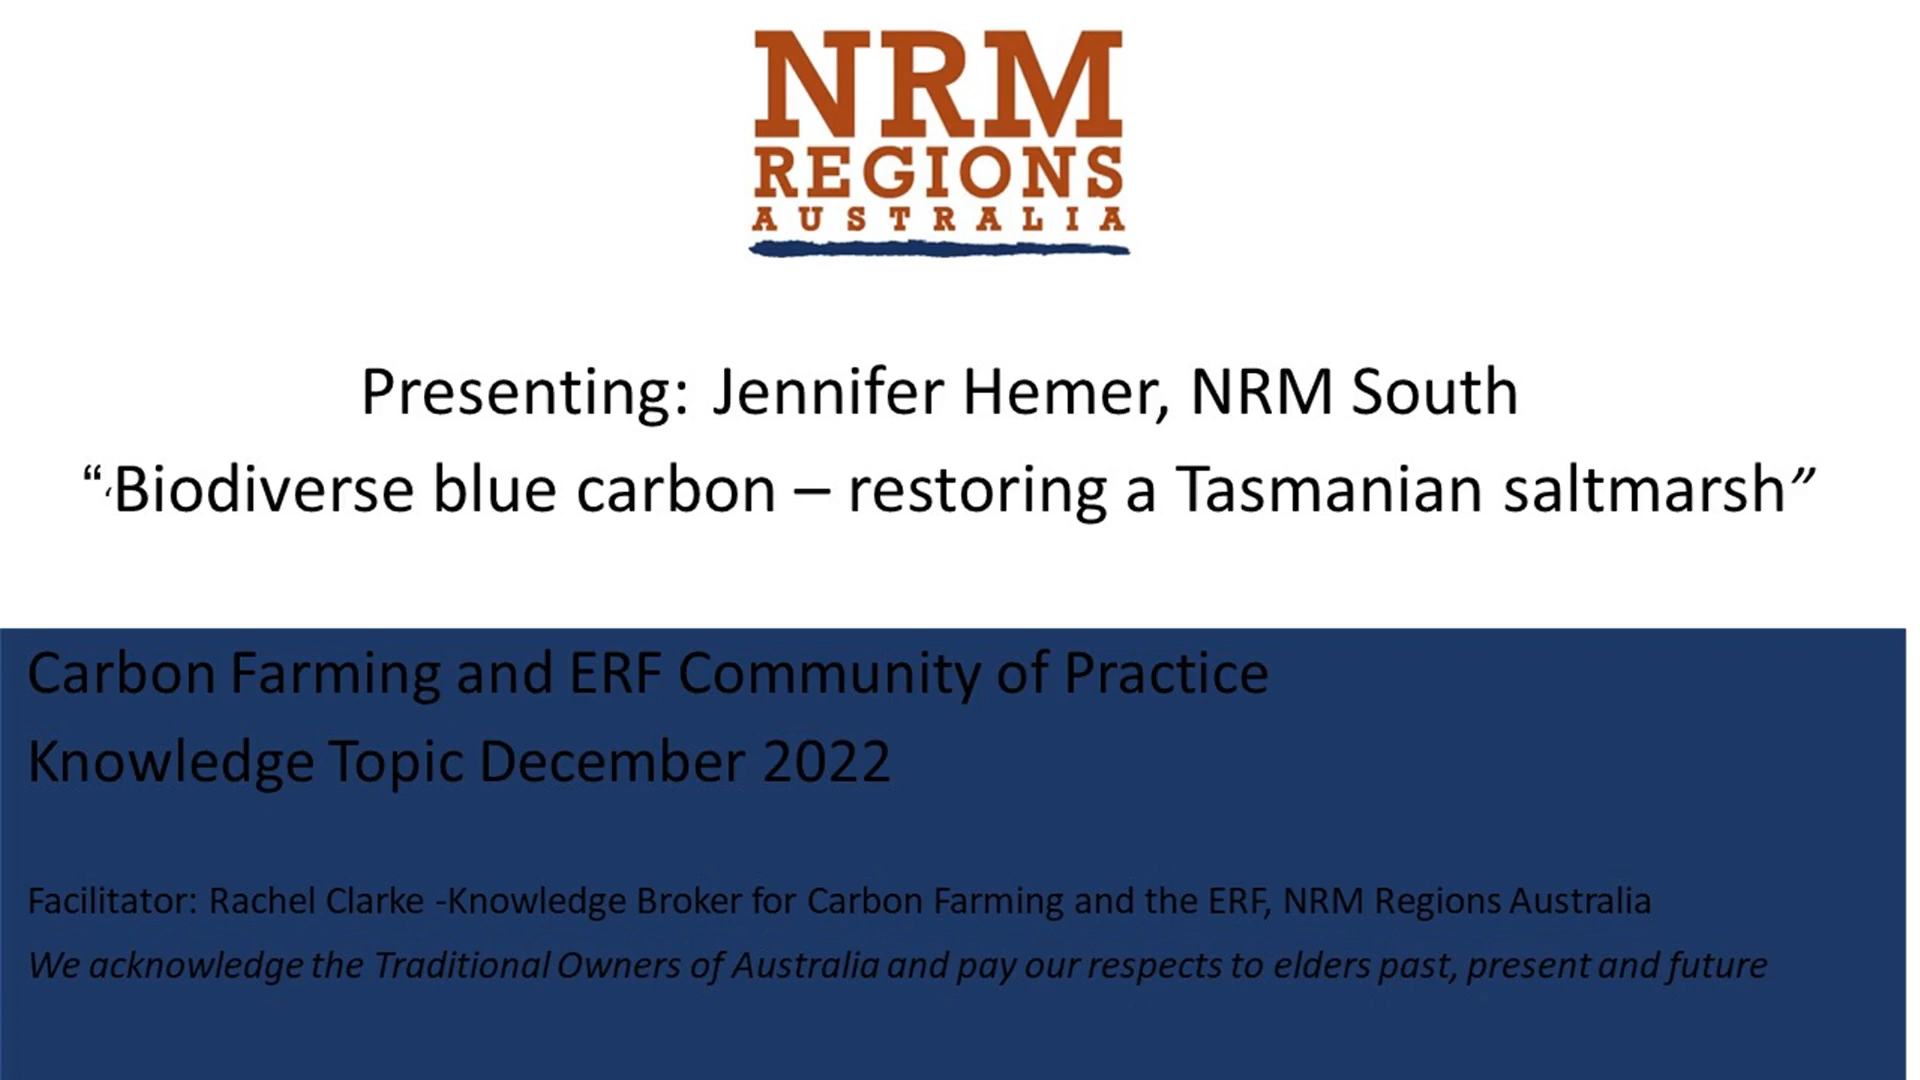 NRM
REGIONS
AUSTRALIA
Presenting: Jennifer Hemer, NRM South
“‘Biodiverse blue carbon – restoring a Tasmanian saltmarsh”
Carbon Farming and ERF Community of Practice
Knowledge Topic December 2022
Facilitator: Rachel Clarke -Knowledge Broker for Carbon Farming and the ERF, NRM Regions Australia
We acknowledge the Traditional Owners of Australia and pay our respects to elders past, present and future